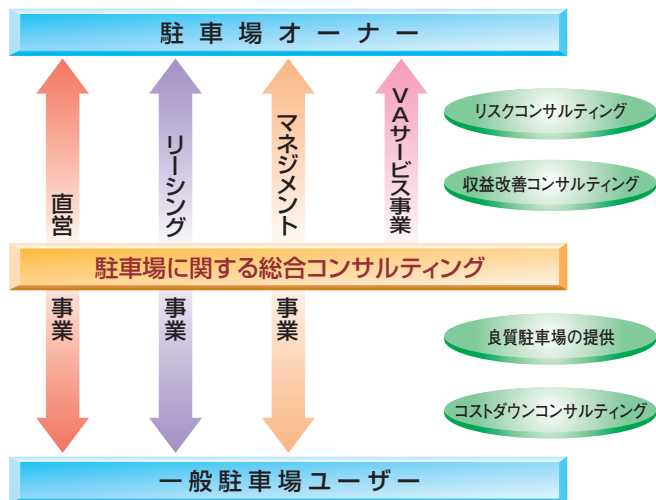 駐車場オーナー
直営
リーシング
マネジメント
VAサービス事業
リスクコンサルティング
収益改善コンサルティング
駐車場に関する総合コンサルティング
事業
事業
事業
良質駐車場の提供
コストダウンコンサルティング
一般駐車場ユーザー